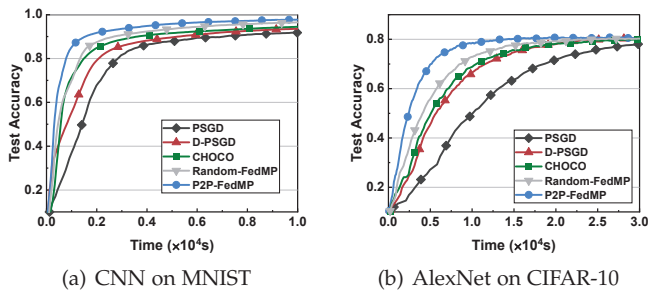 1.0
0.8
0.6
0.4
0.2
Test Accuracy
PSGD
D-PSGD
CHOCO
Random-FedMP
P2P-FedMP
0.0 0.2 0.4 0.6 0.8 1.0
Time (×10⁴s)
(a) CNN on MNIST
0.8
0.6
0.4
0.2
Test Accuracy
PSGD
D-PSGD
CHOCO
Random-FedMP
P2P-FedMP
0.0 0.5 1.0 1.5 2.0 2.5 3.0
Time (×10⁴s)
(b) AlexNet on CIFAR-10